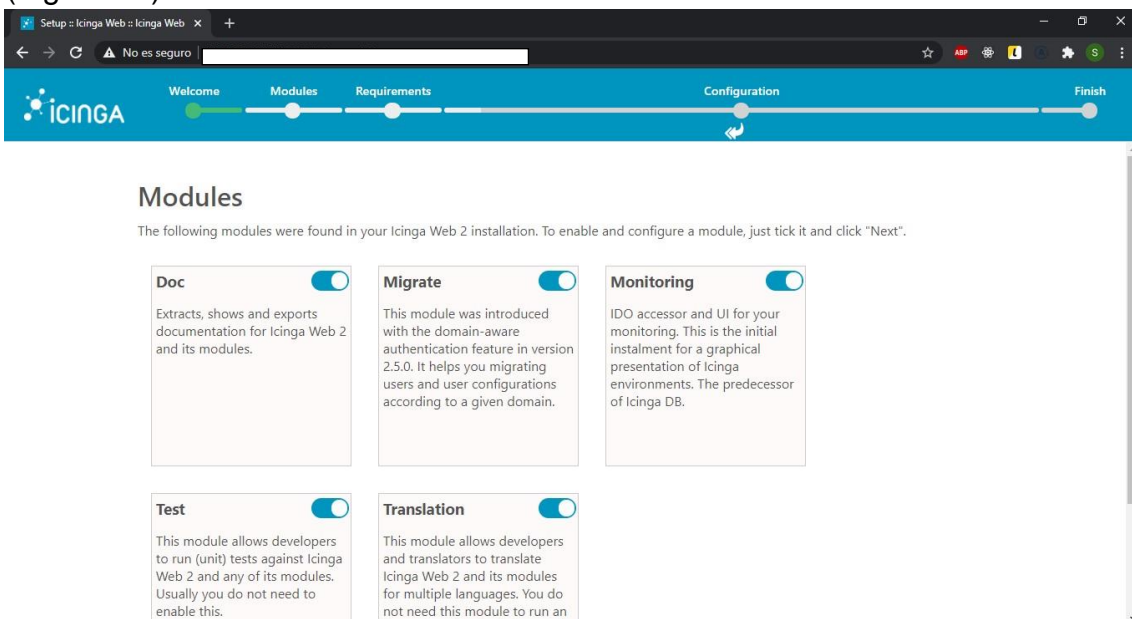 Setup :: Icinga Web :: Icinga Web
No es seguro
ABP
S
icinga
Welcome
Modules
Requirements
Configuration
Finish
Modules
The following modules were found in your Icinga Web 2 installation. To enable and configure a module, just tick it and click "Next".
Doc
Extracts, shows and exports
documentation for Icinga Web 2
and its modules.
Migrate
This module was introduced
with the domain-aware
authentication feature in version
2.5.0. It helps you migrating
users and user configurations
according to a given domain.
Monitoring
IDO accessor and UI for your
monitoring. This is the initial
instalment for a graphical
presentation of Icinga
environments. The predecessor
of Icinga DB.
Test
This module allows developers
to run (unit) tests against Icinga
Web 2 and any of its modules.
Usually you do not need to
enable this.
Translation
This module allows developers
and translators to translate
Icinga Web 2 and its modules
for multiple languages. You do
not need this module to run an